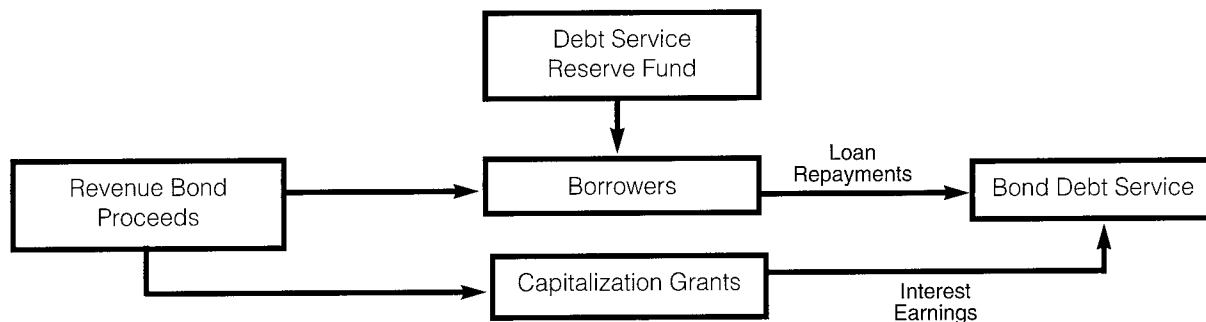 Debt Service
Reserve Fund
Revenue Bond
Proceeds
Borrowers
Loan
Repayments
Bond Debt Service
Capitalization Grants
Interest
Earnings